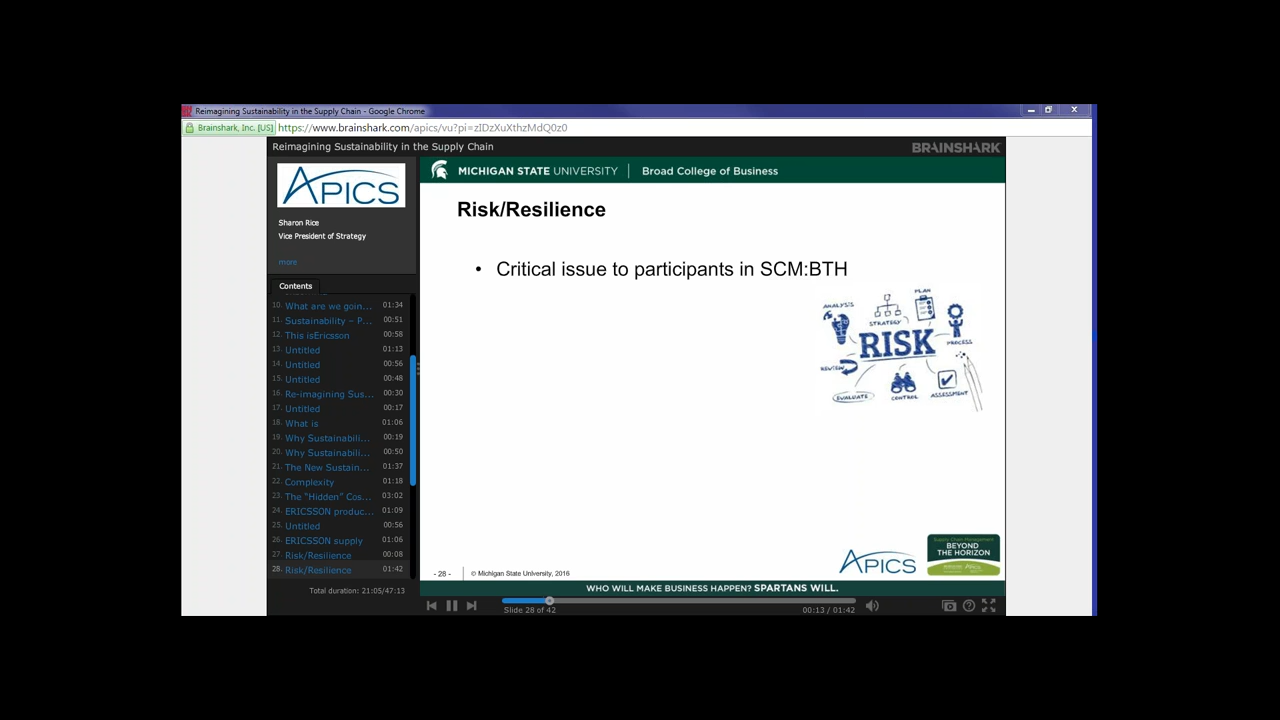 Reimagining Sustainability in the Supply Chain - Google Chrome
Brainshark, Inc. [US] https://www.brainshark.com/apics/vu?pi=zIDzXuXthzMdQ0z0
Reimagining Sustainability in the Supply Chain
BRAINSHARK
APICS
Sharon Rice
Vice President of Strategy
more
Contents
10. What are we goin... 01:34
11. Sustainability – P... 00:51
12. This isEricsson 00:58
13. Untitled 01:13
14. Untitled 00:56
15. Untitled 00:48
16. Re-imagining Sus... 00:30
17. Untitled 00:17
18. What is 01:06
19. Why Sustainabili... 00:19
20. Why Sustainabili... 00:50
21. The New Sustain... 01:37
22. Complexity 01:18
23. The "Hidden" Cos... 03:02
24. ERICSSON produc... 01:09
25. Untitled 00:56
26. ERICSSON supply 01:06
27. Risk/Resilience 00:08
28. Risk/Resilience 01:42
Total duration: 21:05/47:13
MICHIGAN STATE UNIVERSITY | Broad College of Business
Risk/Resilience
• Critical issue to participants in SCM:BTH
PLAN
ANALYSIS
STRATEGY
RISK
PROCESS
REVIEW
EVALUATE
CONTROL
ASSESSMENT
APICS
Supply Chain Management
BEYOND
THE HORIZON
- 28 - © Michigan State University, 2016
WHO WILL MAKE BUSINESS HAPPEN? SPARTANS WILL.
Slide 28 of 42
00:13 / 01:42